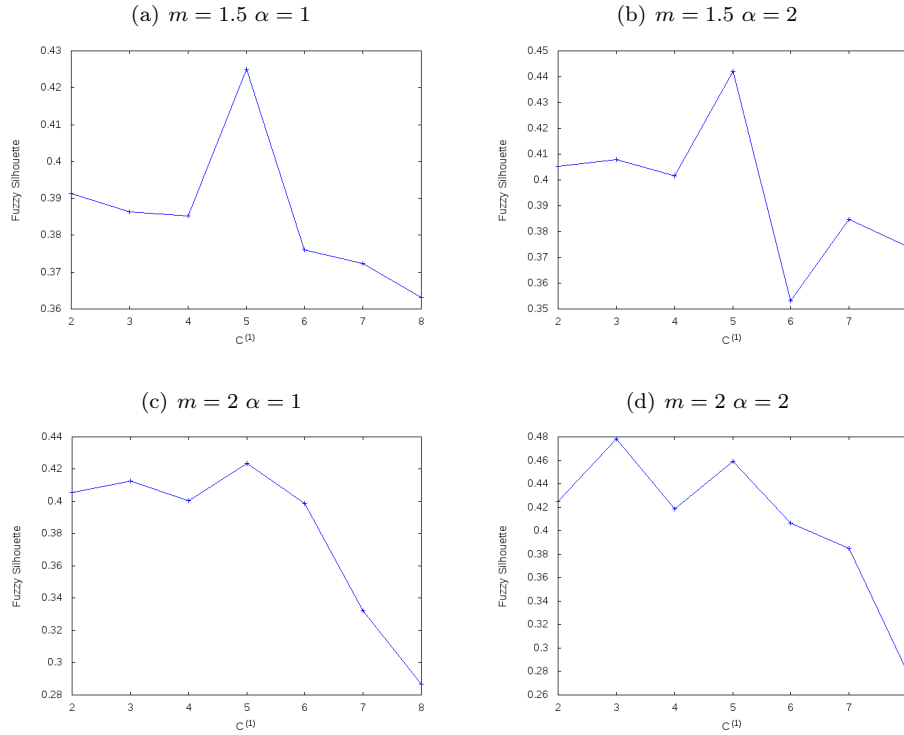 (a) m = 1.5 α = 1
0.43
0.42
0.41
0.4
0.39
0.38
0.37
0.36
2 3 4 5 6 7 8
Fuzzy Silhouette
C(1)
(b) m = 1.5 α = 2
0.45
0.44
0.43
0.42
0.41
0.4
0.39
0.38
0.37
0.36
0.35
2 3 4 5 6 7
Fuzzy Silhouette
C(1)
(c) m = 2 α = 1
0.44
0.42
0.4
0.38
0.36
0.34
0.32
0.3
0.28
2 3 4 5 6 7 8
Fuzzy Silhouette
C(1)
(d) m = 2 α = 2
0.48
0.46
0.44
0.42
0.4
0.38
0.36
0.34
0.32
0.3
0.28
0.26
2 3 4 5 6 7
Fuzzy Silhouette
C(1)